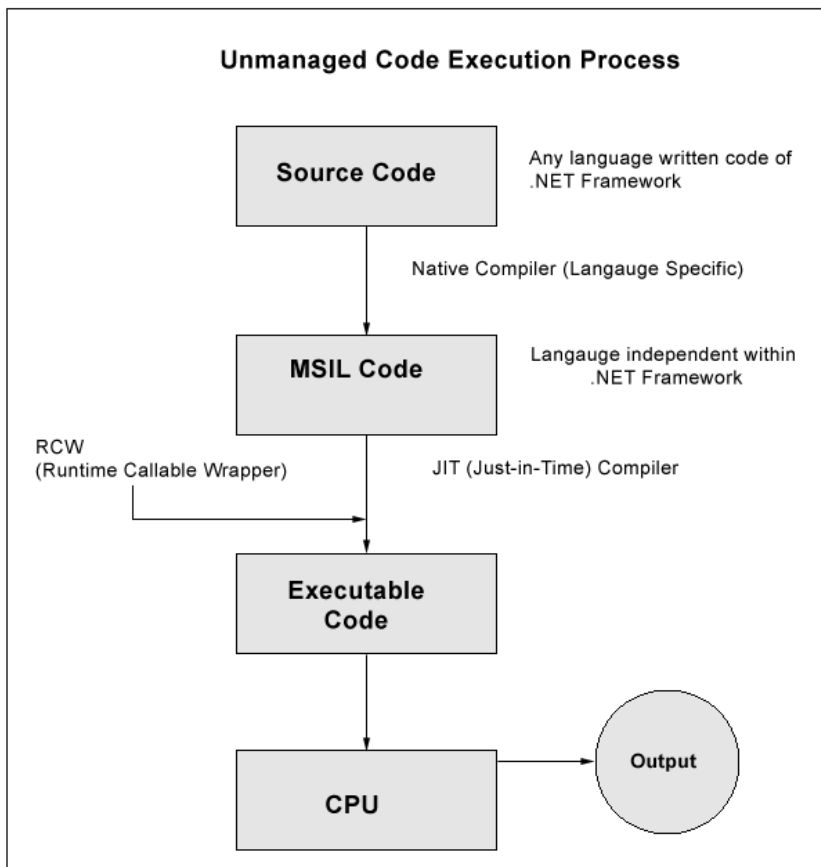 Unmanaged Code Execution Process
Source Code
Any language written code of
.NET Framework
Native Compiler (Langauge Specific)
MSIL Code
Langauge independent within
.NET Framework
RCW
(Runtime Callable Wrapper)
JIT (Just-in-Time) Compiler
Executable
Code
CPU
Output